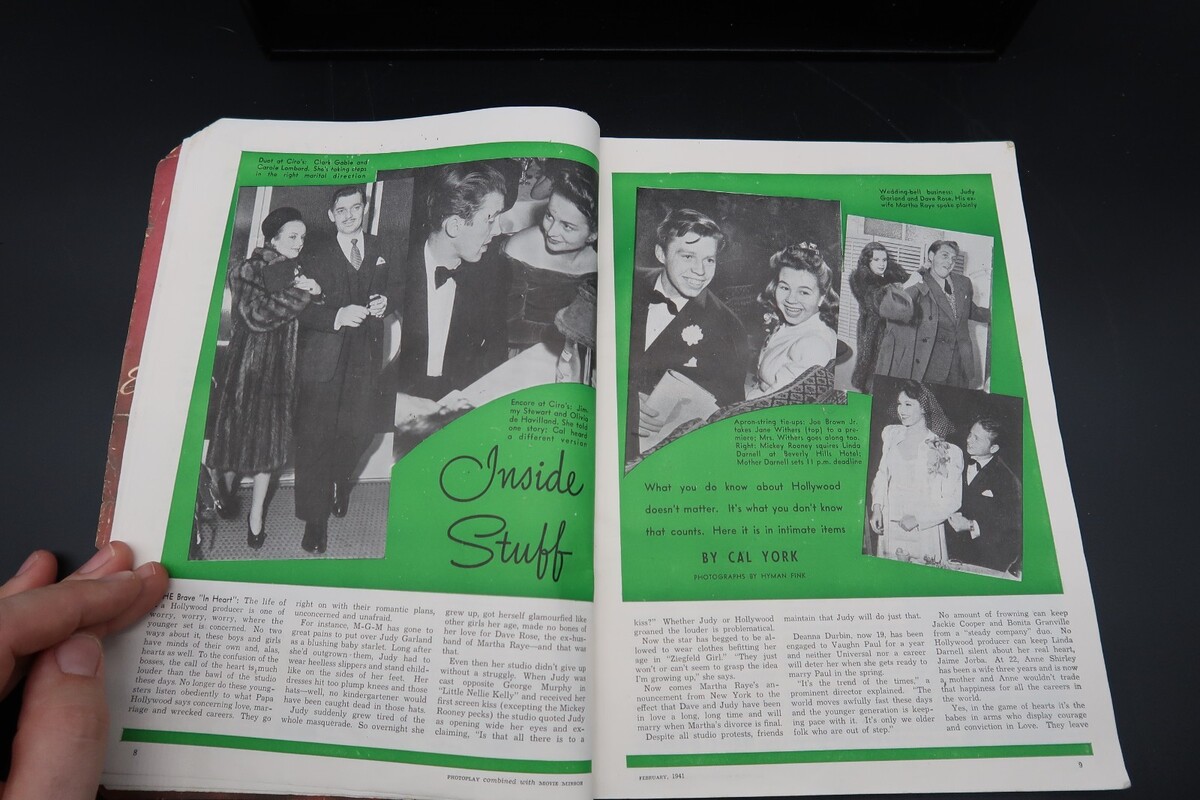 Duet at Ciro's: Clark Gable and
Carole Lombard. She's taking steps
in the right marital direction
Encore at Ciro's: Jim-
my Stewart and Olivia
de Havilland. She told
one story; Cal heard
a different version
Inside
Stuff
HE Brave "In Heart": The life of
a Hollywood producer is one of
worry, worry, worry, where the
younger set is concerned. No two
ways about it, these boys and girls
have minds of their own and, alas,
hearts as well. To the confusion of the
bosses, the call of the heart is much
louder than the bawl of the studio
these days. No longer do these young-
sters listen obediently to what Papa
Hollywood says concerning love, mar-
riage and wrecked careers. They go
right on with their romantic plans,
unconcerned and unafraid.
For instance, M-G-M has gone to
great pains to put over Judy Garland
as a blushing baby starlet. Long after
she'd outgrown them, Judy had to
wear heelless slippers and stand child-
like on the sides of her feet. Her
dresses hit too plump knees and those
hats—well, no kindergartener would
have been caught dead in those hats.
Judy suddenly grew tired of the
whole masquerade. So overnight she
grew up, got herself glamourfied like
other girls her age, made no bones of
her love for Dave Rose, the ex-hus-
band of Martha Raye—and that was
that.
Even then her studio didn't give up
without a struggle. When Judy was
cast opposite George Murphy in
"Little Nellie Kelly" and received her
first screen kiss (excepting the Mickey
Rooney pecks) the studio quoted Judy
as opening wide her eyes and ex-
claiming, "Is that all there is to a
8
PHOTOPLAY combined with MOVIE MIRROR
Wedding-bell business: Judy
Garland and Dave Rose. His ex-
wife Martha Raye spoke plainly
Apron-string tie-ups: Joe Brown Jr.
takes Jane Withers (top) to a pre-
miere; Mrs. Withers goes along too.
Right: Mickey Rooney squires Linda
Darnell at Beverly Hills Hotel;
Mother Darnell sets 11 p.m. deadline
What you do know about Hollywood
doesn't matter. It's what you don't know
that counts. Here it is in intimate items
BY CAL YORK
PHOTOGRAPHS BY HYMAN FINK
kiss?" Whether Judy or Hollywood
groaned the louder is problematical.
Now the star has begged to be al-
lowed to wear clothes befitting her
age in "Ziegfeld Girl." "They just
won't or can't seem to grasp the idea
I'm growing up," she says.
Now comes Martha Raye's an-
nouncement from New York to the
effect that Dave and Judy have been
in love a long, long time and will
marry when Martha's divorce is final.
Despite all studio protests, friends
maintain that Judy will do just that.
Deanna Durbin, now 19, has been
engaged to Vaughn Paul for a year
and neither Universal nor a career
will deter her when she gets ready to
marry Paul in the spring.
"It's the trend of the times," a
prominent director explained. "The
world moves awfully fast these days
and the younger generation is keep-
ing pace with it. It's only we older
folk who are out of step."
No amount of frowning can keep
Jackie Cooper and Bonita Granville
from a "steady company" duo. No
Hollywood producer can keep Linda
Darnell silent about her real heart,
Jaime Jorba. At 22, Anne Shirley
has been a wife three years and is now
a mother and Anne wouldn't trade
that happiness for all the careers in
the world.
Yes, in the game of hearts it's the
babes in arms who display courage
and conviction in Love. They leave
FEBRUARY, 1941
9